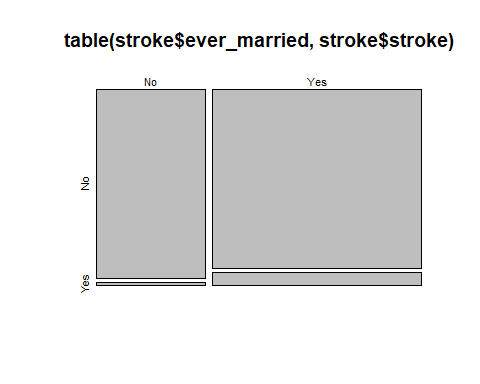 table(stroke$ever_married, stroke$stroke)
No Yes
No
Yes